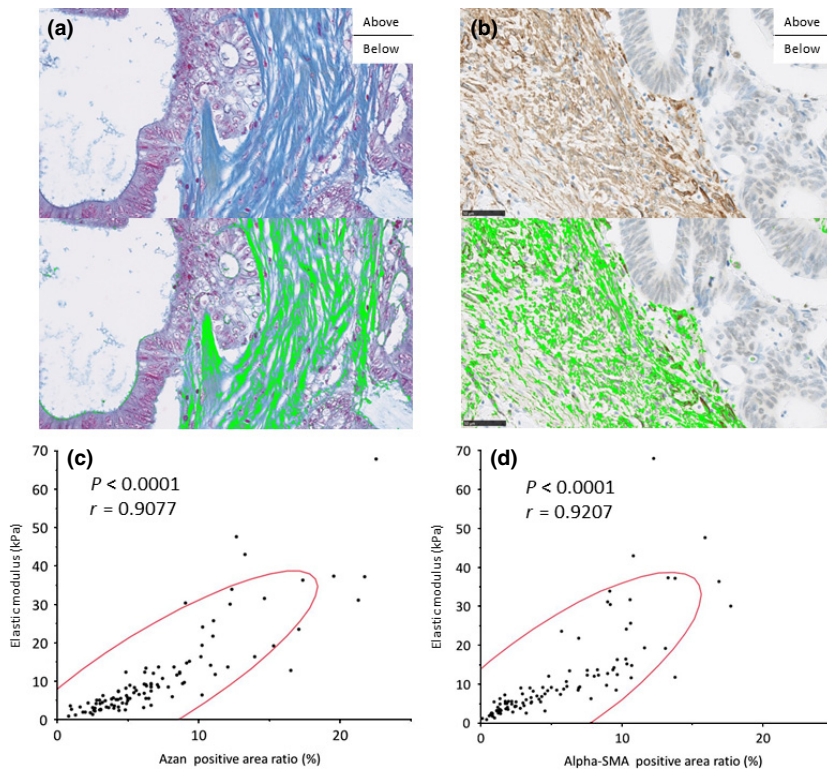 (a)
Above
Below
(b)
Above
Below
(c)
P < 0.0001
r = 0.9077
70
60
50
40
30
20
10
0
Elastic modulus (kPa)
0
10
20
Azan positive area ratio (%)
(d)
P < 0.0001
r = 0.9207
70
60
50
40
30
20
10
0
Elastic modulus (kPa)
0
10
20
Alpha-SMA positive area ratio (%)